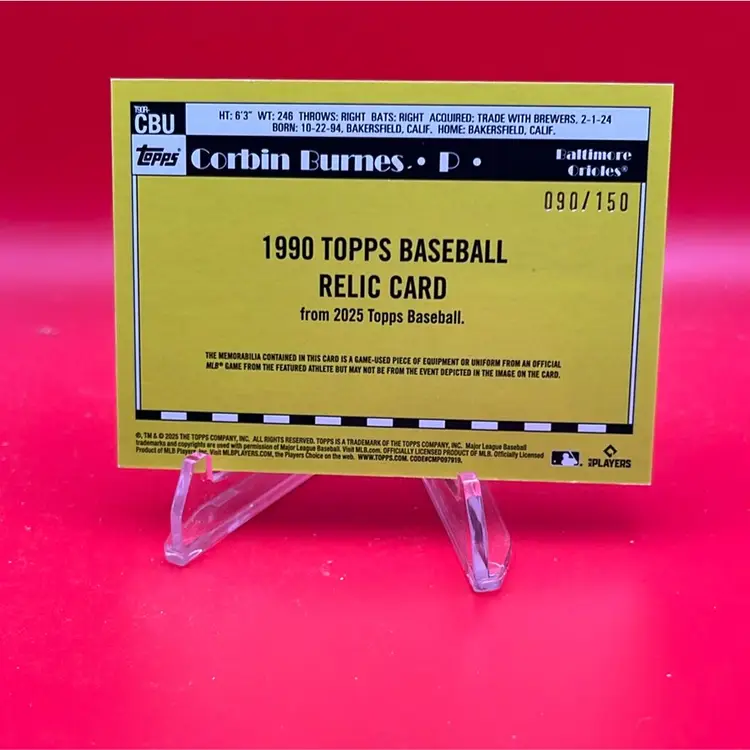 T90R-
CBU
HT: 6'3" WT: 246 THROWS: RIGHT BATS: RIGHT ACQUIRED: TRADE WITH BREWERS, 2-1-24
BORN: 10-22-94, BAKERSFIELD, CALIF. HOME: BAKERSFIELD, CALIF.
Topps® Corbin Burnes • P •
Baltimore
Orioles®
090/150
1990 TOPPS BASEBALL
RELIC CARD
from 2025 Topps Baseball.
THE MEMORABILIA CONTAINED IN THIS CARD IS A GAME-USED PIECE OF EQUIPMENT OR UNIFORM FROM AN OFFICIAL
MLB® GAME FROM THE FEATURED ATHLETE BUT MAY NOT BE FROM THE EVENT DEPICTED IN THE IMAGE ON THE CARD.
®, TM & © 2025 THE TOPPS COMPANY, INC. ALL RIGHTS RESERVED. TOPPS IS A TRADEMARK OF THE TOPPS COMPANY, INC. Major League Baseball
trademarks and copyrights are used with permission of Major League Baseball. Visit MLB.com. OFFICIALLY LICENSED PRODUCT OF MLB. Officially Licensed
Product of MLB Players, Inc. Visit MLBPLAYERS.COM, the Players Choice on the web. WWW.TOPPS.COM. CODE#CMP097919.
PLAYERS